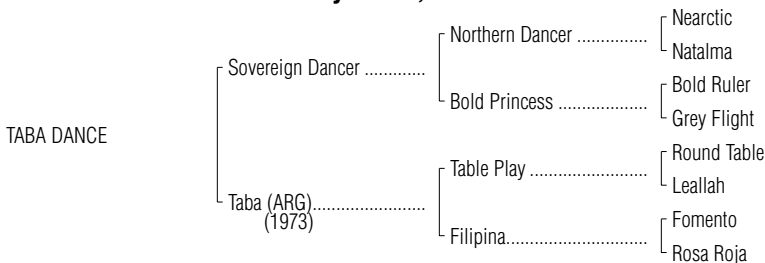 Nearctic
Northern Dancer ...............
Natalma
Sovereign Dancer .............
Bold Ruler
Bold Princess ...................
Grey Flight
TABA DANCE
Round Table
Table Play .........................
Leallah
Taba (ARG)........................
(1973)
Fomento
Filipina..............................
Rosa Roja